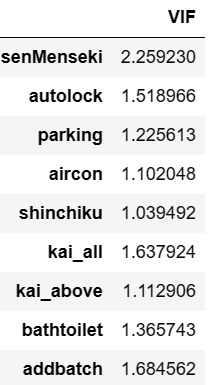 VIF
senMenseki 2.259230
autolock 1.518966
parking 1.225613
aircon 1.102048
shinchiku 1.039492
kai_all 1.637924
kai_above 1.112906
bathtoilet 1.365743
addbatch 1.684562